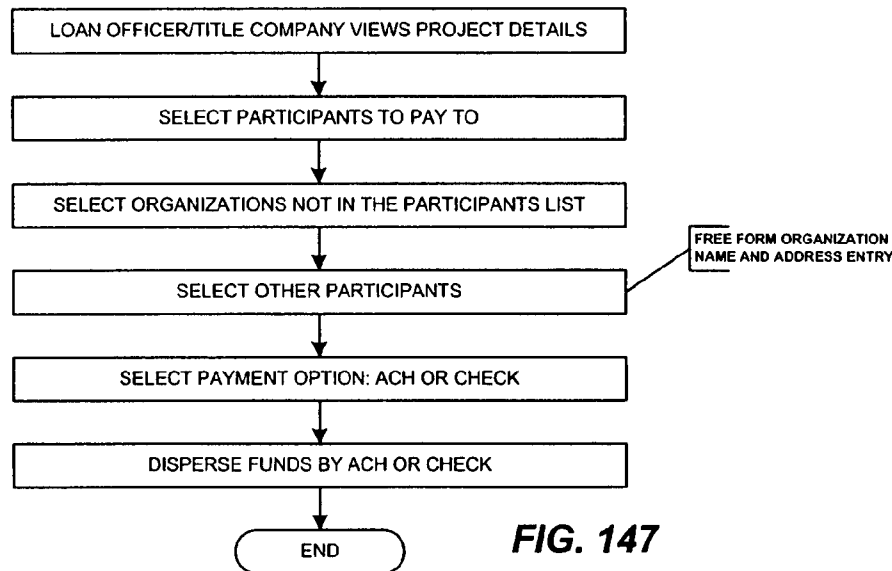 LOAN OFFICER/TITLE COMPANY VIEWS PROJECT DETAILS
SELECT PARTICIPANTS TO PAY TO
SELECT ORGANIZATIONS NOT IN THE PARTICIPANTS LIST
FREE FORM ORGANIZATION
NAME AND ADDRESS ENTRY
SELECT OTHER PARTICIPANTS
SELECT PAYMENT OPTION: ACH OR CHECK
DISPERSE FUNDS BY ACH OR CHECK
END
FIG. 147